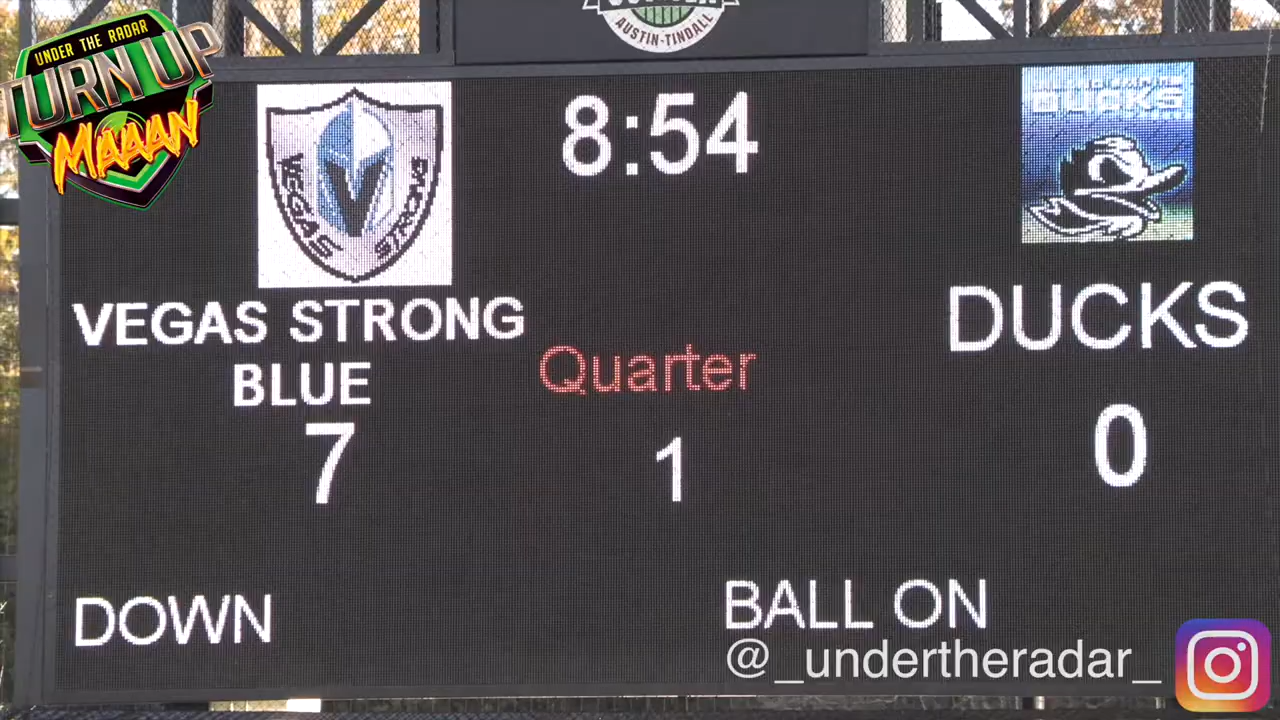 UNDER THE RADAR
TURN UP
MAAAN
AUSTIN-TINDALL
VEGAS STRONG
8:54
DUCKS
VEGAS STRONG
BLUE
7
Quarter
1
DUCKS
0
DOWN
BALL ON
@_undertheradar_